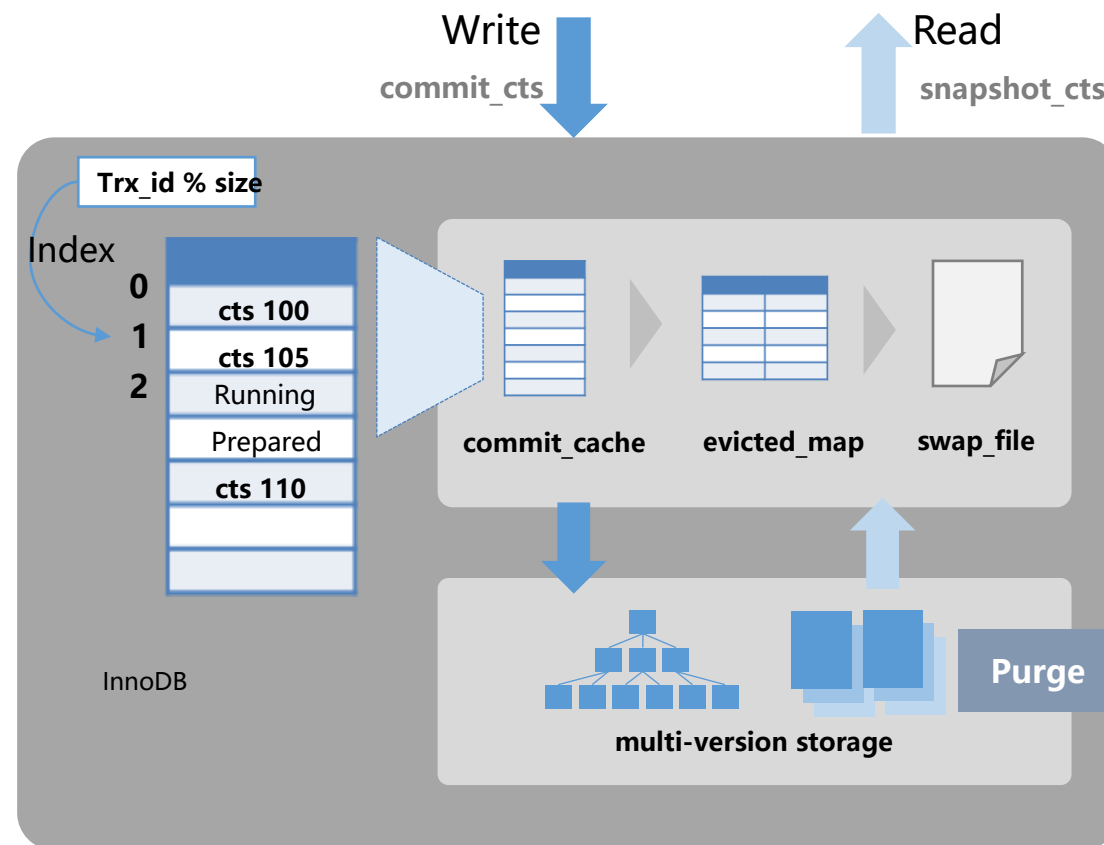 Write
commit_cts
Read
snapshot_cts
Trx_id % size
Index
0
1
2
cts 100
cts 105
Running
Prepared
cts 110
commit_cache
evicted_map
swap_file
InnoDB
multi-version storage
Purge